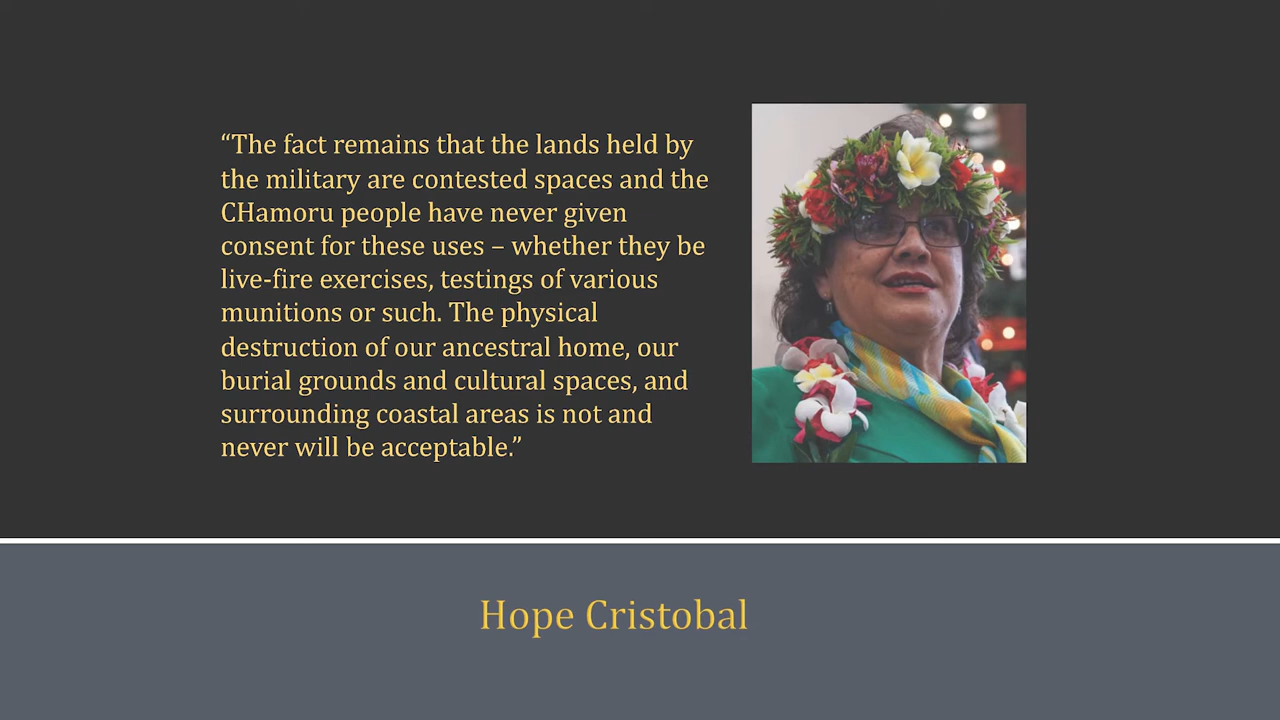 “The fact remains that the lands held by
the military are contested spaces and the
CHamoru people have never given
consent for these uses – whether they be
live-fire exercises, testings of various
munitions or such. The physical
destruction of our ancestral home, our
burial grounds and cultural spaces, and
surrounding coastal areas is not and
never will be acceptable.”
Hope Cristobal